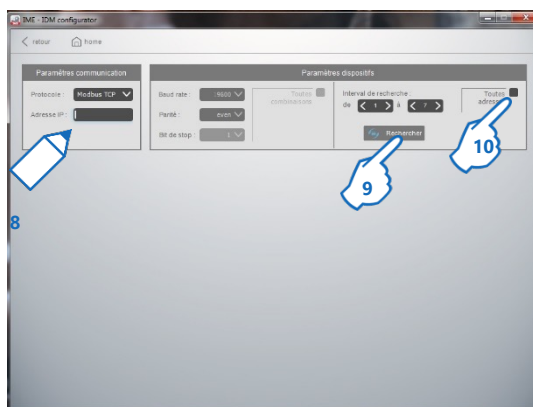 IME - IDM configurator
retour home
Paramètres communication
Protocole : Modbus TCP
Adresse IP :
Paramètres dispositifs
Baud rate : 9600
Parité : even
Bit de stop : 1
Toutes
combinaisons
Interval de recherche :
de < 1 > à < 7 >
Rechercher
Toutes
8
9
10